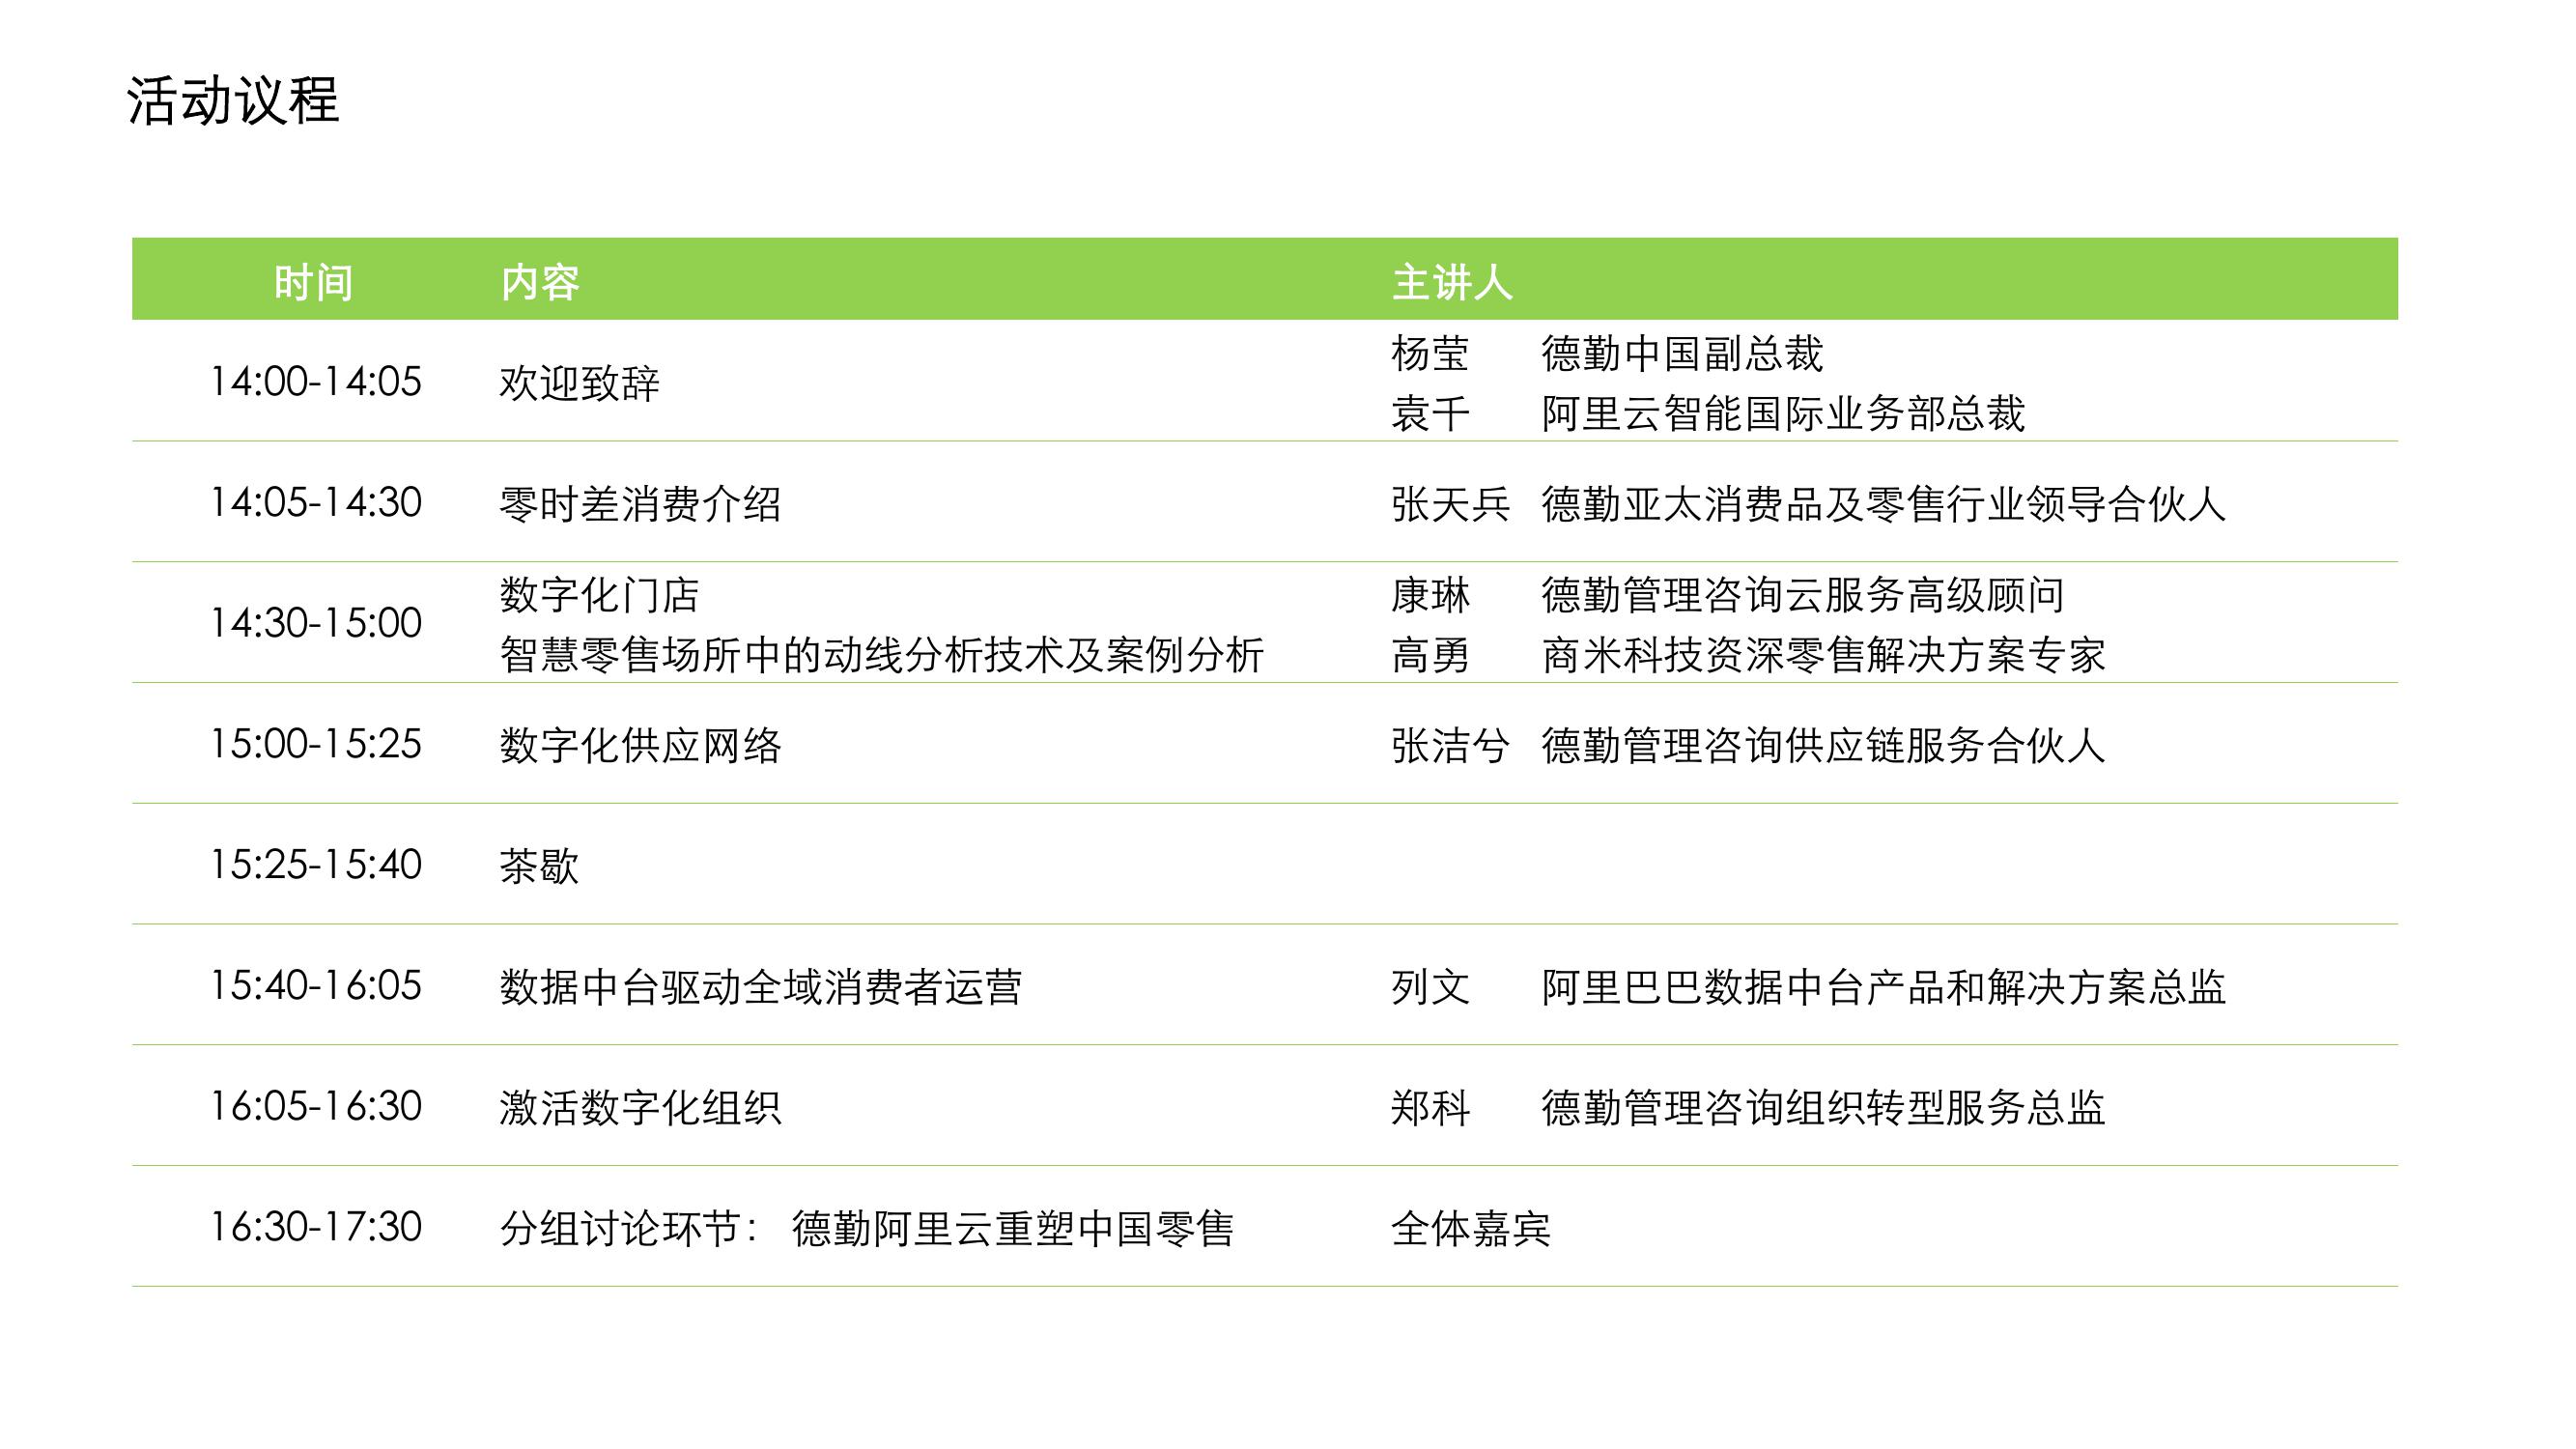 活动议程
时间 内容 主讲人
14:00-14:05 欢迎致辞 杨莹 德勤中国副总裁
袁千 阿里云智能国际业务部总裁
14:05-14:30 零时差消费介绍 张天兵 德勤亚太消费品及零售行业领导合伙人
14:30-15:00 数字化门店 康琳 德勤管理咨询云服务高级顾问
智慧零售场所中的动线分析技术及案例分析 高勇 商米科技资深零售解决方案专家
15:00-15:25 数字化供应网络 张洁兮 德勤管理咨询供应链服务合伙人
15:25-15:40 茶歇
15:40-16:05 数据中台驱动全域消费者运营 列文 阿里巴巴数据中台产品和解决方案总监
16:05-16:30 激活数字化组织 郑科 德勤管理咨询组织转型服务总监
16:30-17:30 分组讨论环节： 德勤阿里云重塑中国零售 全体嘉宾